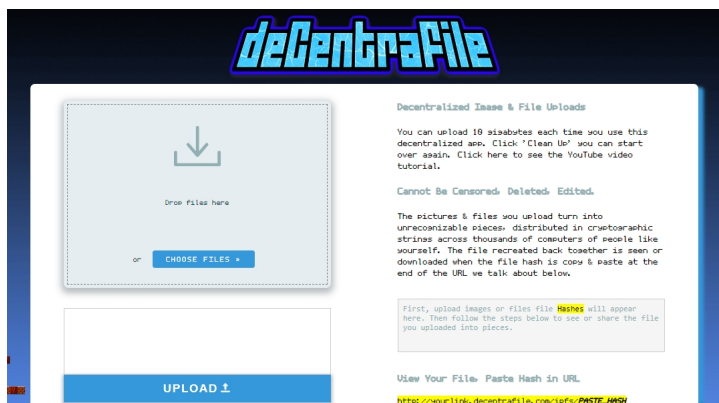 deCentraFile
Drop files here
or CHOOSE FILES »
UPLOAD
Decentralized Image & File Uploads
You can upload 10 gigabytes each time you use this
decentralized app. Click 'Clean Up' you can start
over again. Click here to see the YouTube video
tutorial.
Cannot Be Censored, Deleted, Edited.
The pictures & files you upload turn into
unrecognizable pieces, distributed in cryptographic
strings across thousands of computers of people like
yourself. The file recreated back together is seen or
downloaded when the file hash is copy & paste at the
end of the URL we talk about below.
First, upload images or files file Hashes will appear
here. Then follow the steps below to see or share the file
you uploaded into pieces.
View Your File, Paste Hash in URL
http://yourlink.decentrafile.com/ipfs/PASTE_HASH